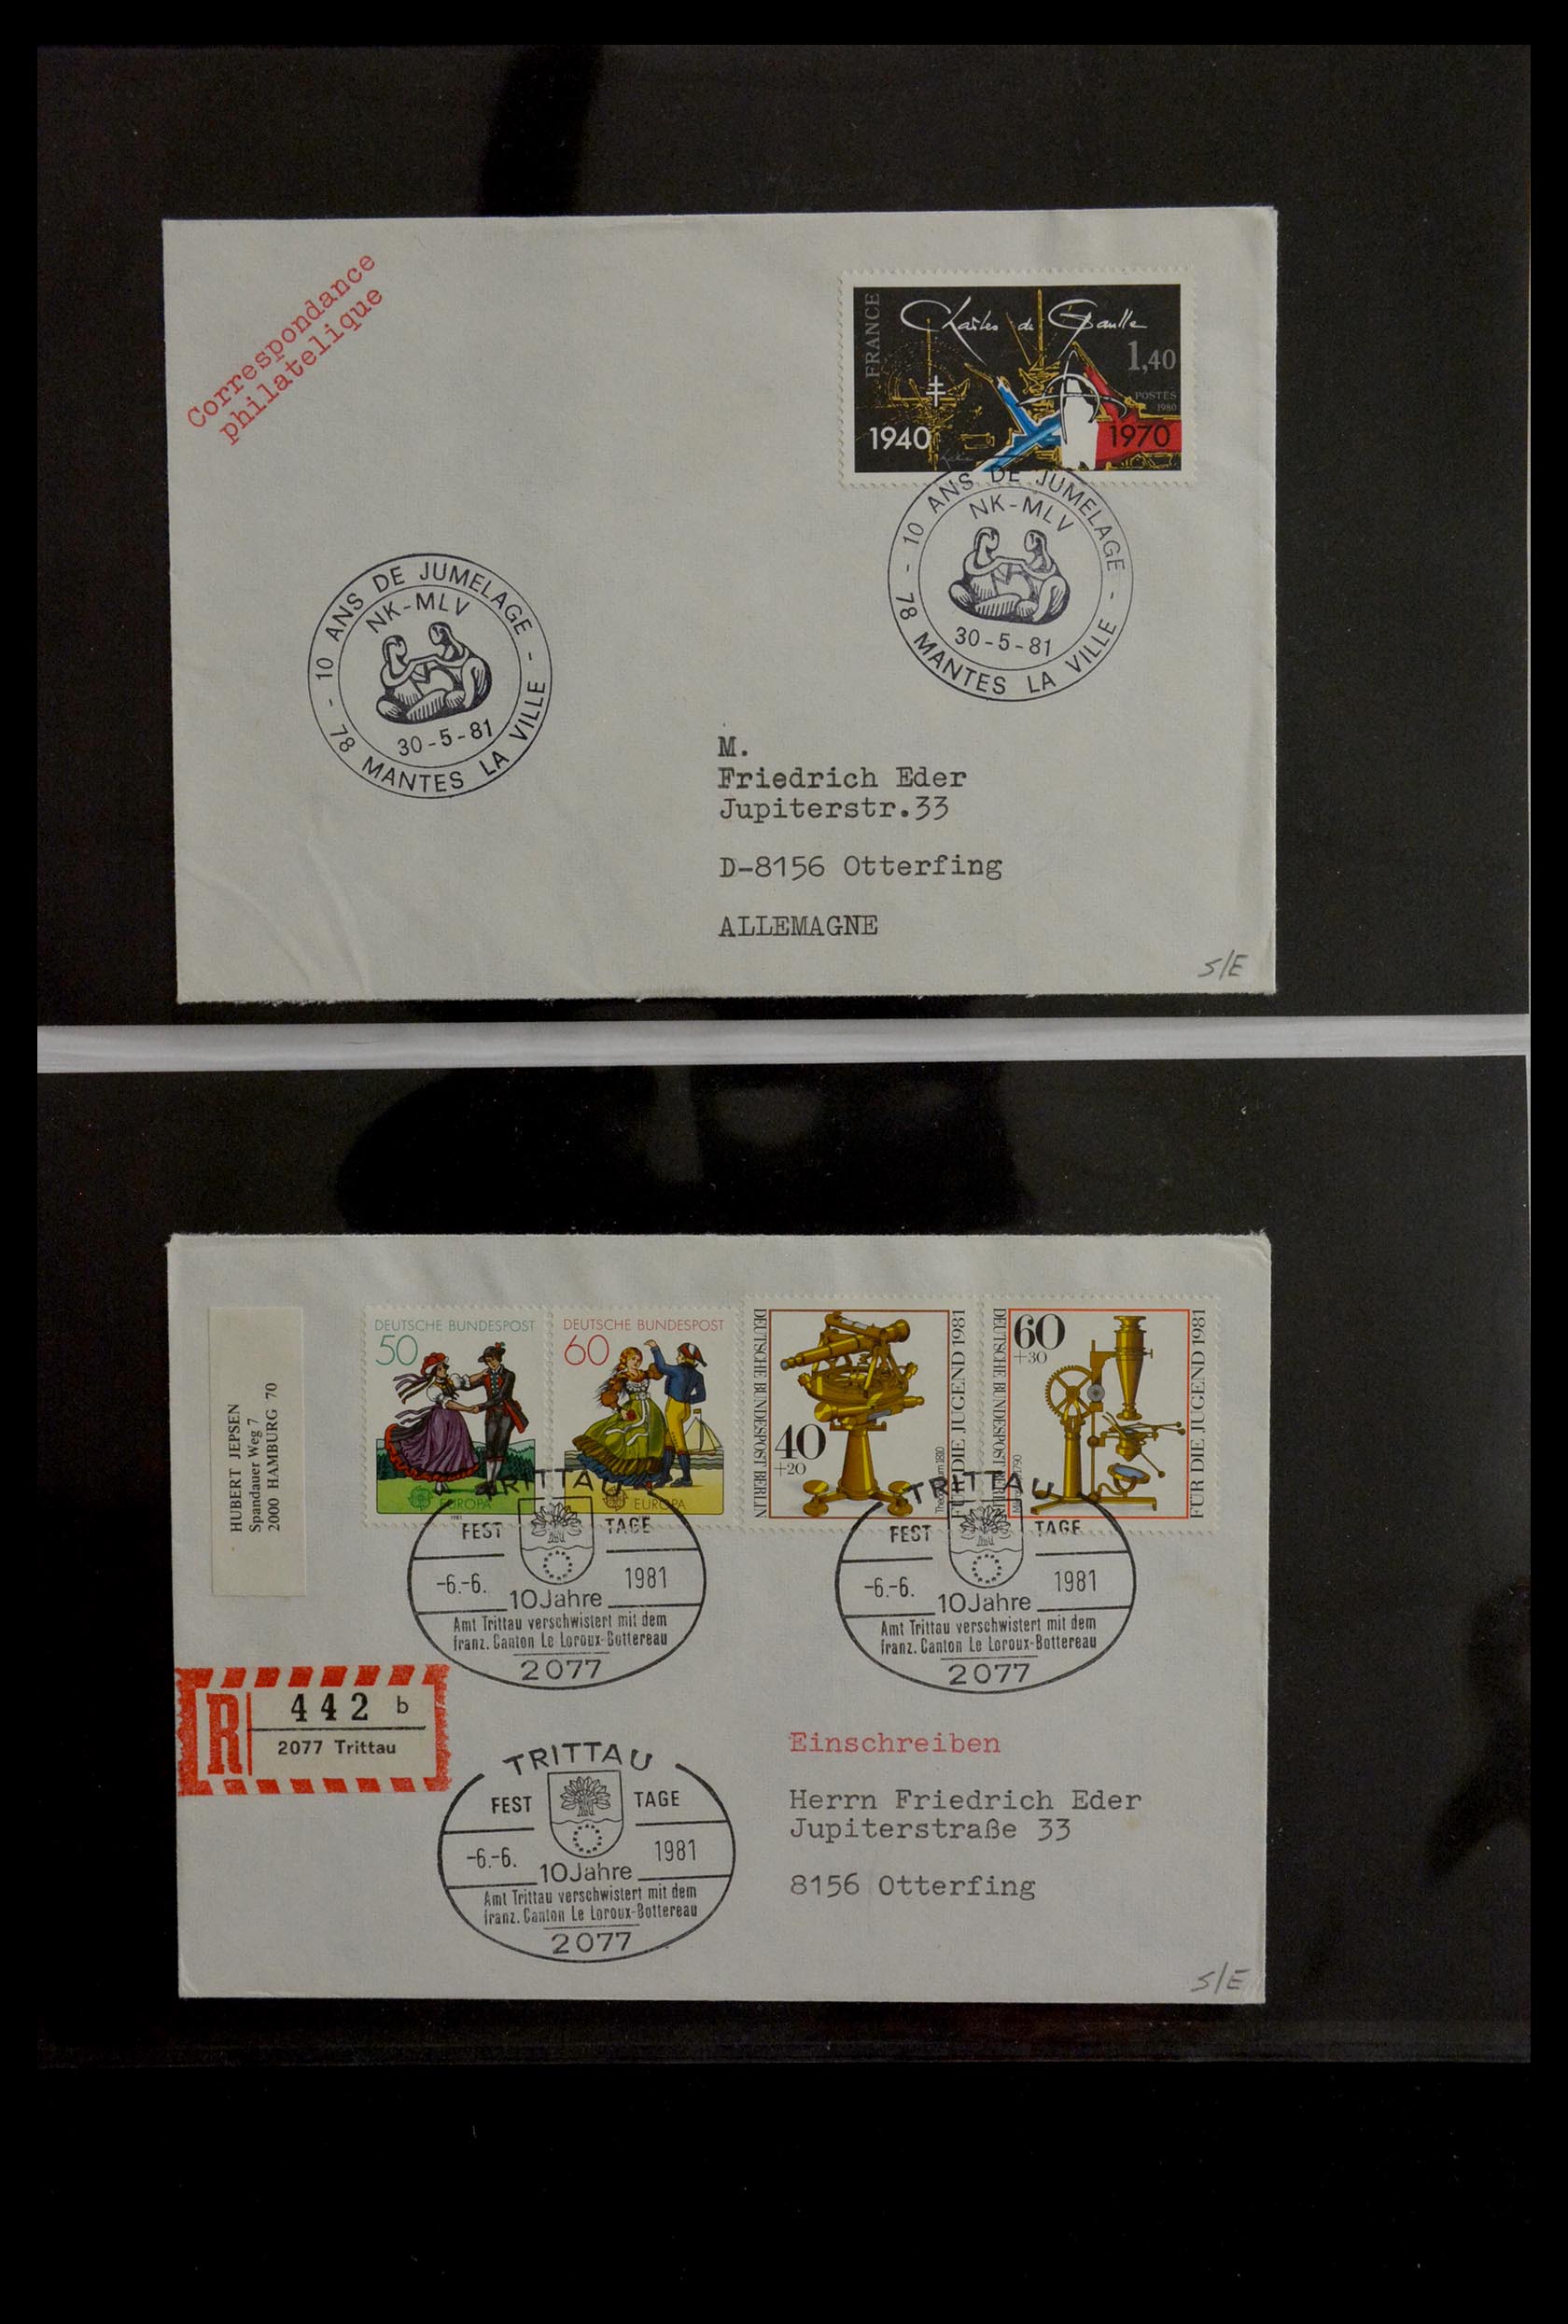 Correspondance
philatelique
FRANCE
Charles de Gaulle
1,40
POSTES
1980
1940
1970
- 10 ANS DE JUMELAGE -
NK-MLV
30-5-81
78 MANTES LA VILLE
- 10 ANS DE JUMELAGE -
NK-MLV
30-5-81
78 MANTES LA VILLE
M.
Friedrich Eder
Jupiterstr.33
D-8156 Otterfing
ALLEMAGNE
S/E
HUBERT JEPSEN
Spandauer Weg 7
2000 HAMBURG 70
DEUTSCHE BUNDESPOST
50
EUROPA
1981
DEUTSCHE BUNDESPOST
60
EUROPA
DEUTSCHE BUNDESPOST BERLIN
40
+20
FÜR DIE JUGEND 1981
DEUTSCHE BUNDESPOST BERLIN
60
+30
FÜR DIE JUGEND 1981
TRITTAU
FEST TAGE
-6.-6. 1981
10 Jahre
Amt Trittau verschwistert mit dem
franz. Canton Le Loroux-Bottereau
2077
TRITTAU
FEST TAGE
-6.-6. 1981
10 Jahre
Amt Trittau verschwistert mit dem
franz. Canton Le Loroux-Bottereau
2077
R
442 b
2077 Trittau
TRITTAU
FEST TAGE
-6.-6. 1981
10 Jahre
Amt Trittau verschwistert mit dem
franz. Canton Le Loroux-Bottereau
2077
Einschreiben
Herrn Friedrich Eder
Jupiterstraße 33
8156 Otterfing
S/E